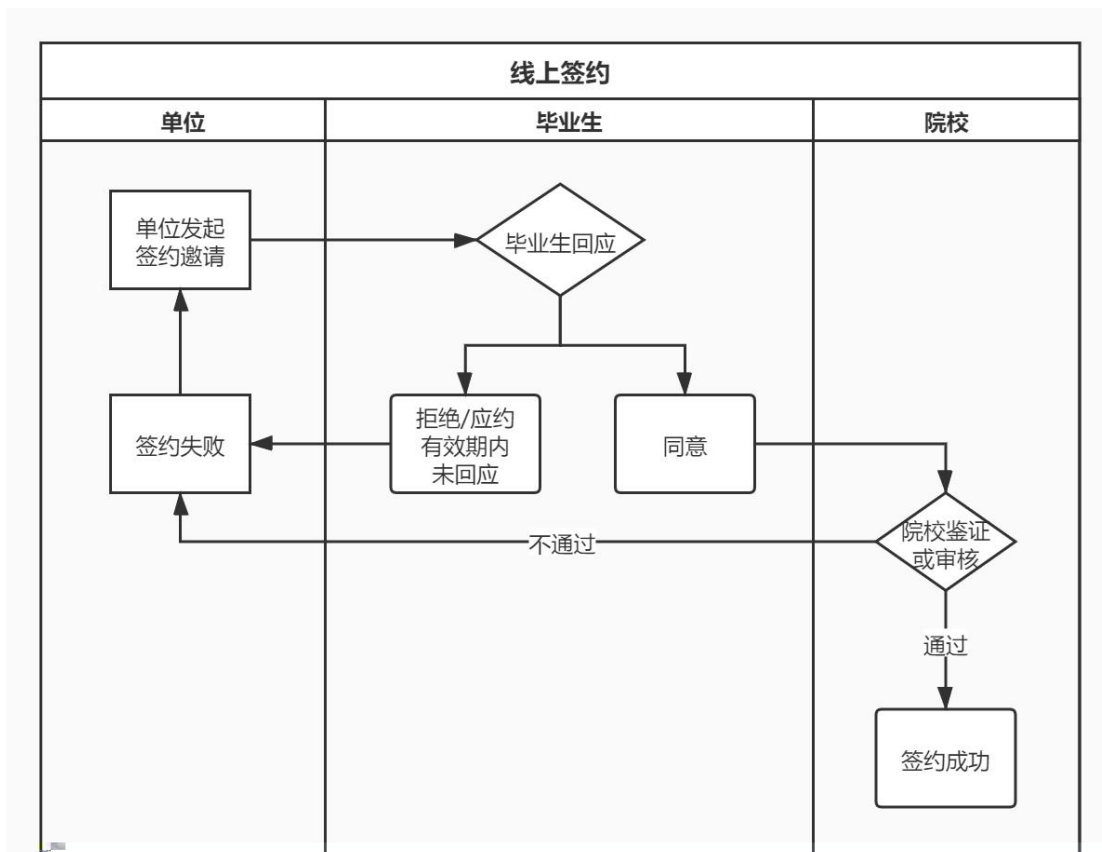 线上签约
单位
毕业生
院校
单位发起
签约邀请
毕业生回应
签约失败
拒绝/应约
有效期内
未回应
同意
院校鉴证
或审核
不通过
通过
签约成功